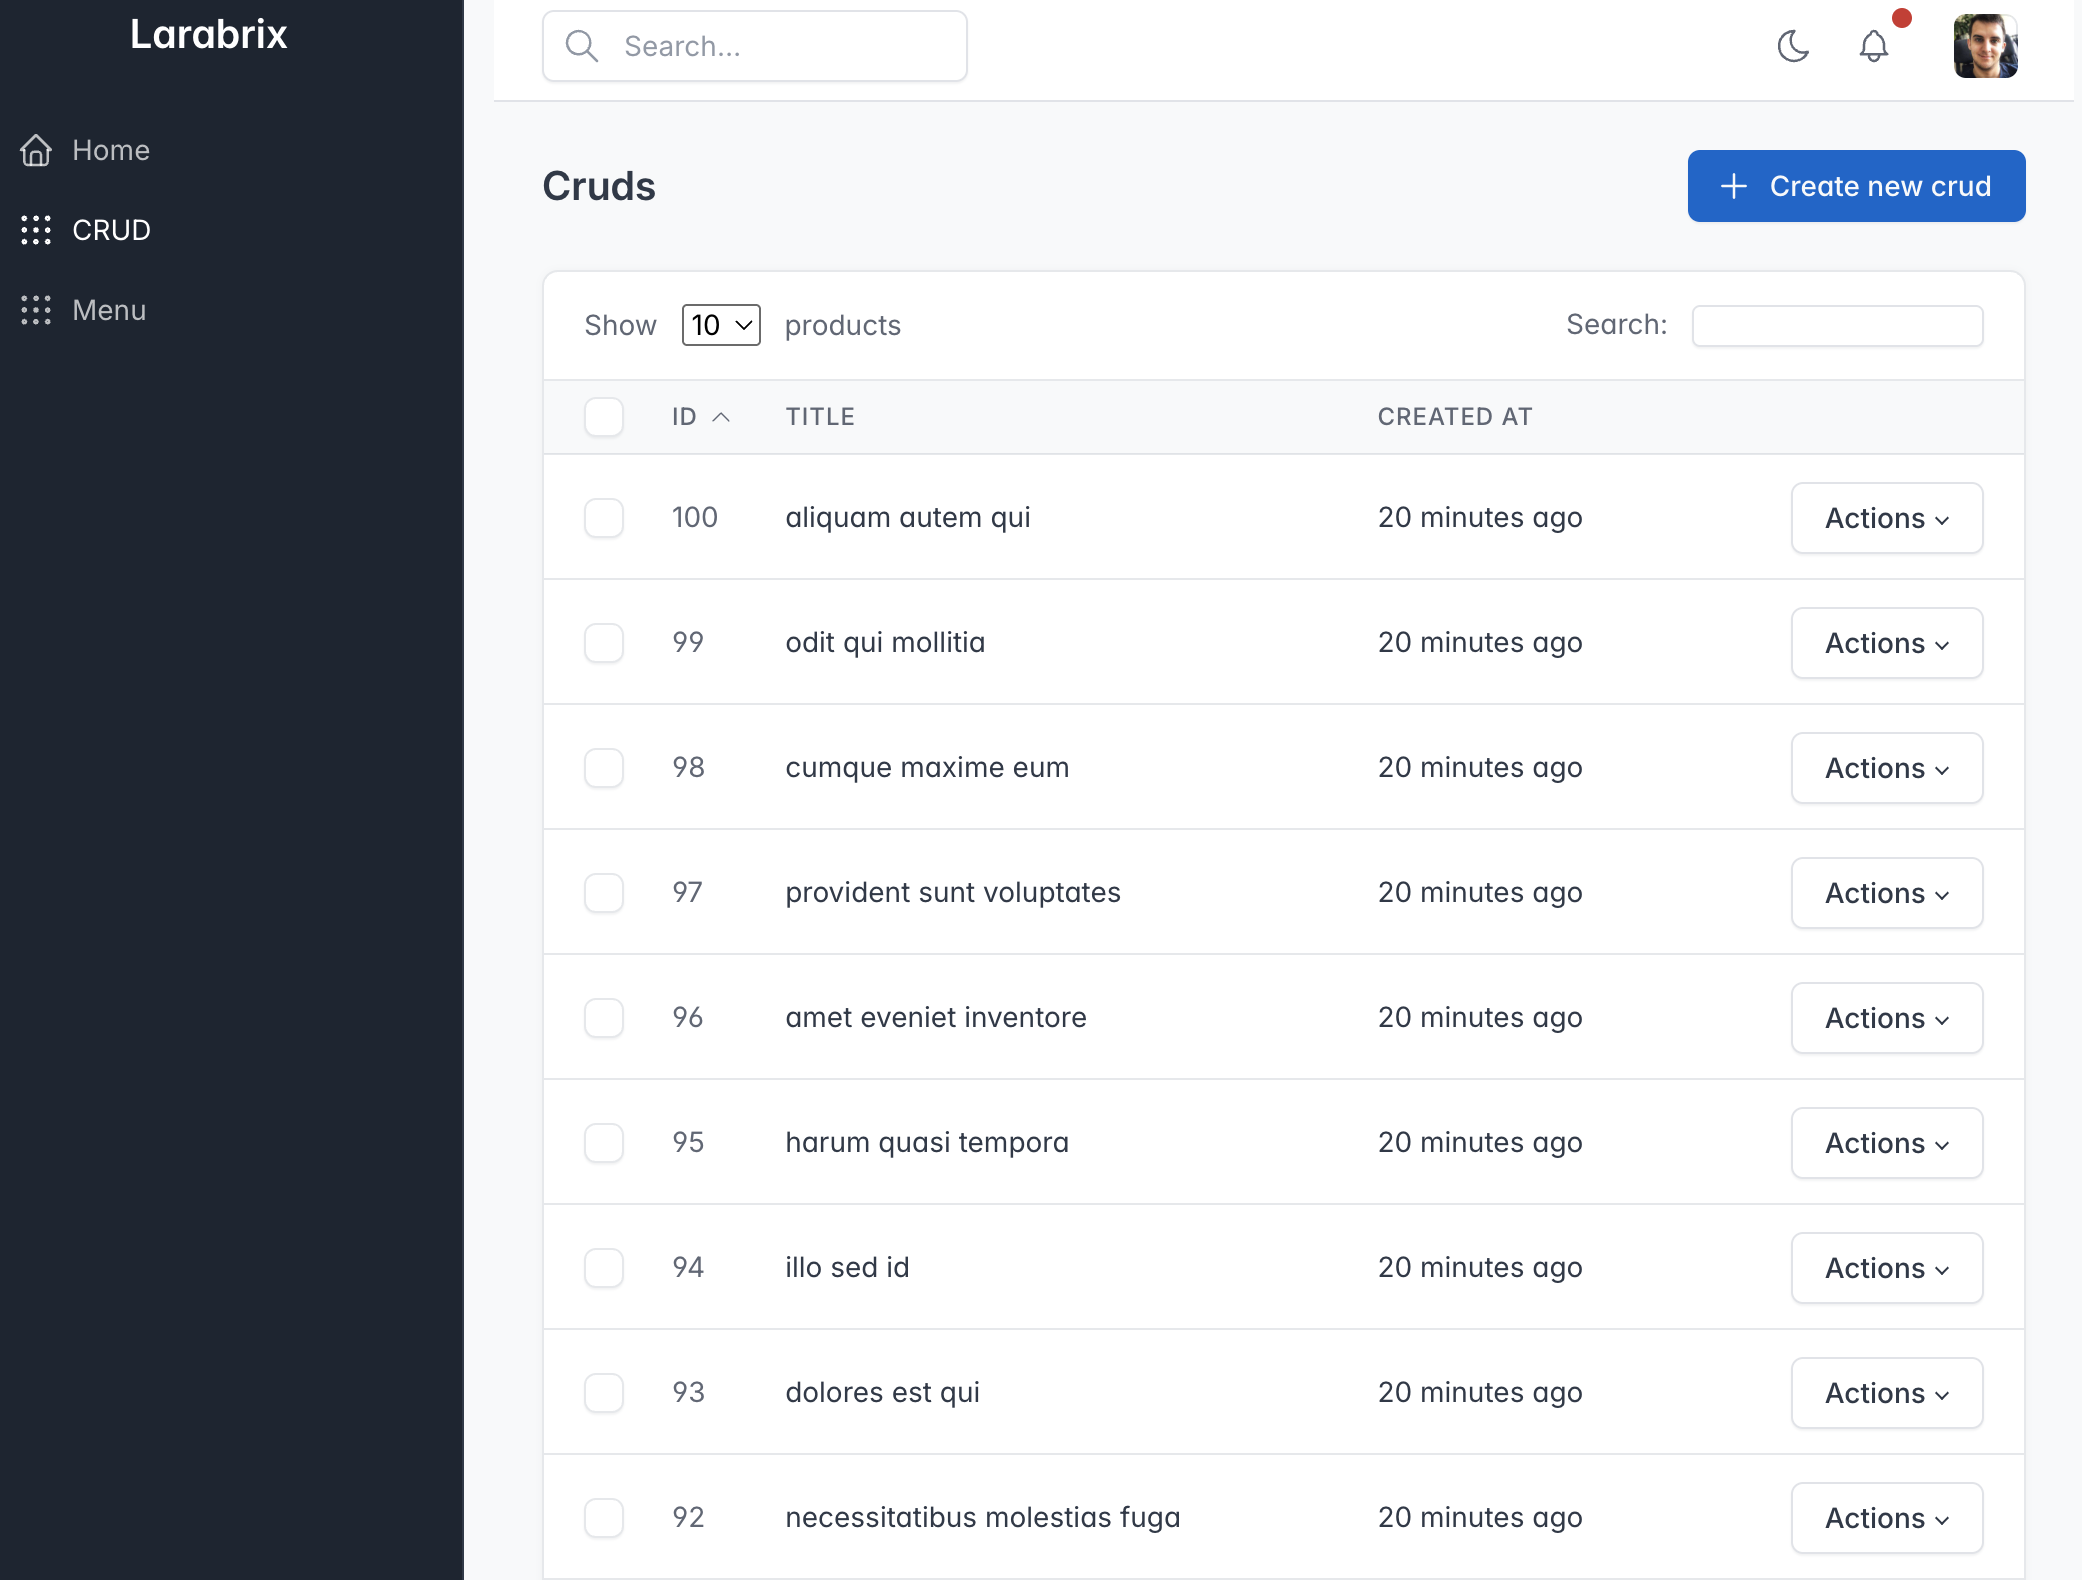 Larabrix
Search...
Home
CRUD
Menu
Cruds
Create new crud
Show 10 products Search:
ID TITLE CREATED AT
100 aliquam autem qui 20 minutes ago Actions
99 odit qui mollitia 20 minutes ago Actions
98 cumque maxime eum 20 minutes ago Actions
97 provident sunt voluptates 20 minutes ago Actions
96 amet eveniet inventore 20 minutes ago Actions
95 harum quasi tempora 20 minutes ago Actions
94 illo sed id 20 minutes ago Actions
93 dolores est qui 20 minutes ago Actions
92 necessitatibus molestias fuga 20 minutes ago Actions